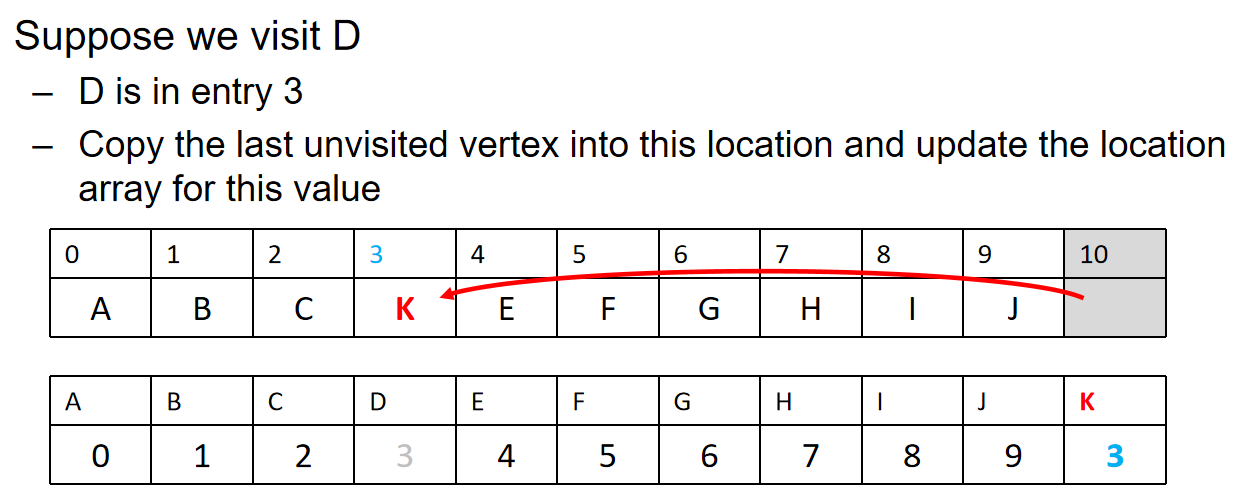 Suppose we visit D
– D is in entry 3
– Copy the last unvisited vertex into this location and update the location
array for this value
0 1 2 3 4 5 6 7 8 9 10
A B C K E F G H I J
A B C D E F G H I J K
0 1 2 3 4 5 6 7 8 9 3